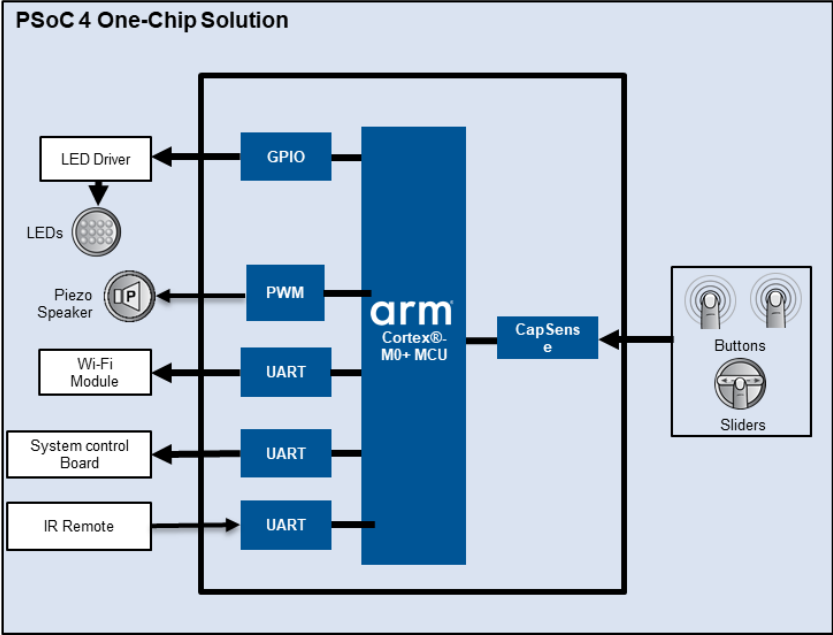 PSoC 4 One-Chip Solution
LED Driver
GPIO
LEDs
Piezo
Speaker
P
PWM
arm
Cortex®-
M0+ MCU
CapSens
e
Buttons
Sliders
Wi-Fi
Module
UART
System control
Board
UART
IR Remote
UART